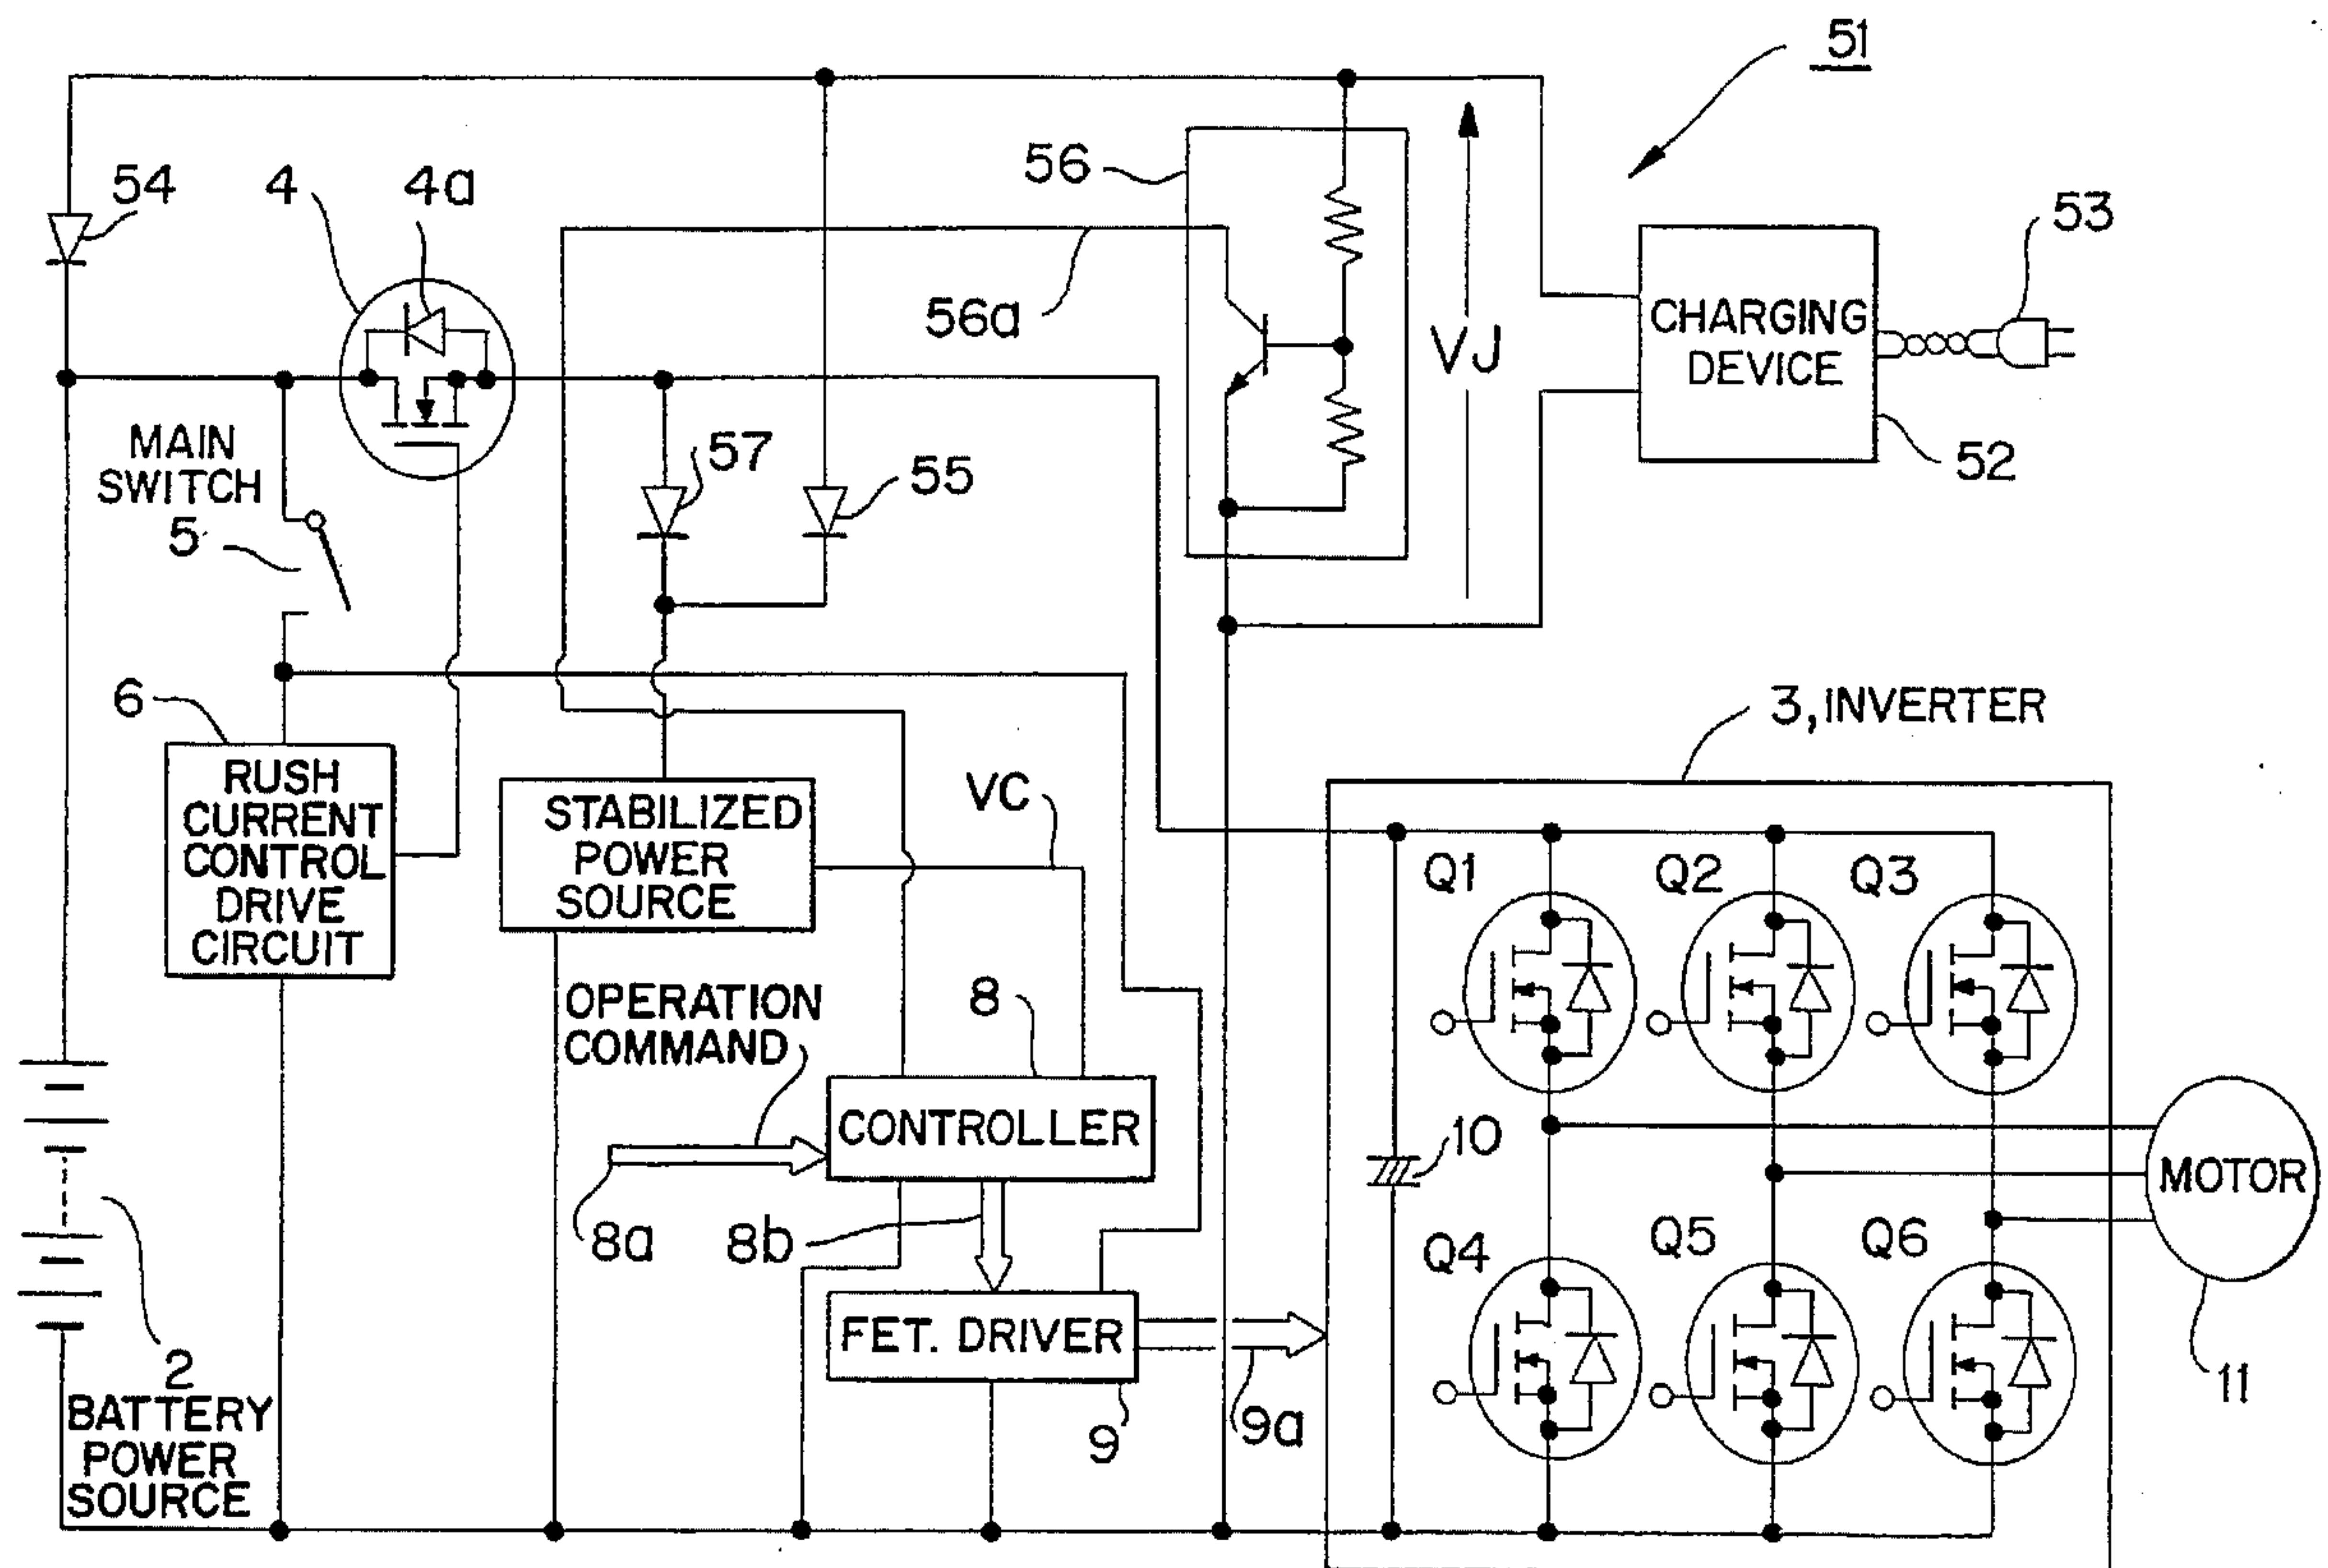 51
54
4
4a
56
53
56a
VJ
CHARGING
DEVICE
52
MAIN
SWITCH
5
57
55
6
3, INVERTER
RUSH
CURRENT
CONTROL
DRIVE
CIRCUIT
STABILIZED
POWER
SOURCE
VC
Q1
Q2
Q3
OPERATION
COMMAND
8
CONTROLLER
10
MOTOR
8a
8b
Q4
Q5
Q6
FET. DRIVER
2
BATTERY
POWER
SOURCE
9
9a
11